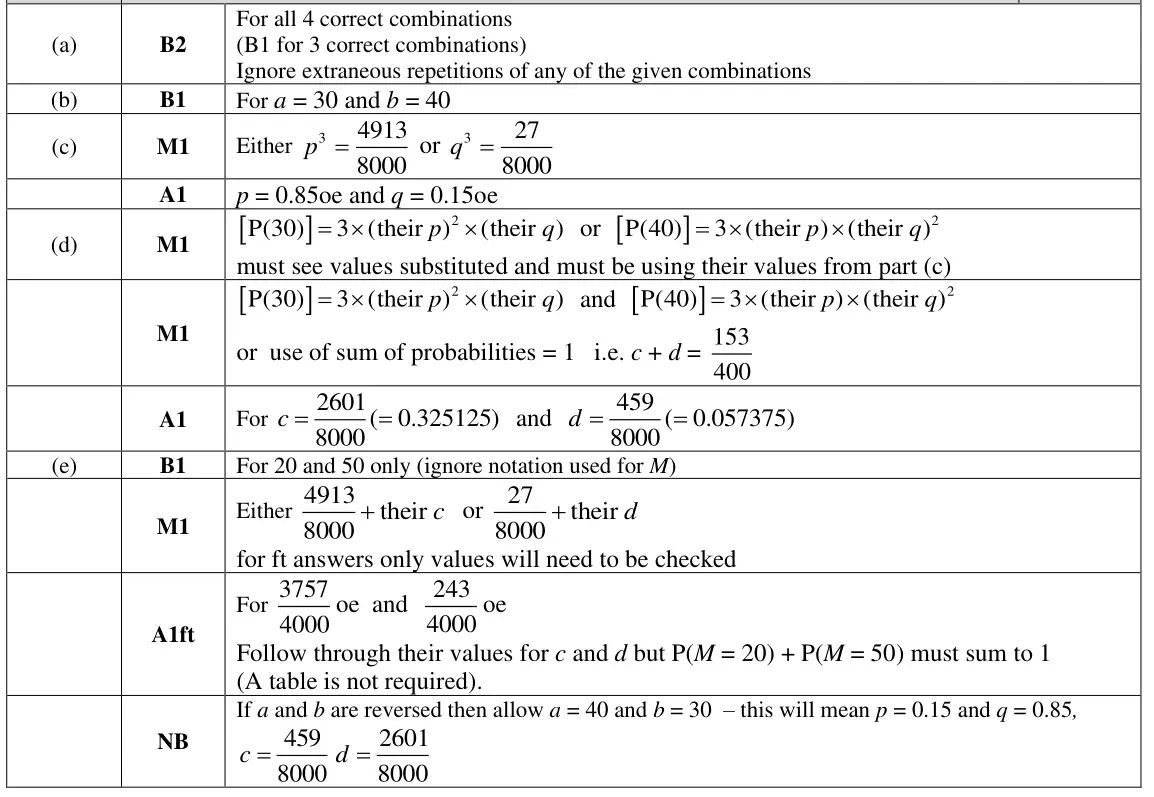 (a) B2 For all 4 correct combinations
(B1 for 3 correct combinations)
Ignore extraneous repetitions of any of the given combinations
(b) B1 For a = 30 and b = 40
(c) M1 Either p³ = 4913/8000 or q³ = 27/8000
A1 p = 0.85oe and q = 0.15oe
(d) M1 [P(30)] = 3×(their p)²×(their q) or [P(40)] = 3×(their p)×(their q)²
must see values substituted and must be using their values from part (c)
M1 [P(30)] = 3×(their p)²×(their q) and [P(40)] = 3×(their p)×(their q)²
or use of sum of probabilities = 1 i.e. c + d = 153/400
A1 For c = 2601/8000 (= 0.325125) and d = 459/8000 (= 0.057375)
(e) B1 For 20 and 50 only (ignore notation used for M)
M1 Either 4913/8000 + their c or 27/8000 + their d
for ft answers only values will need to be checked
A1ft For 3757/4000 oe and 243/4000 oe
Follow through their values for c and d but P(M = 20) + P(M = 50) must sum to 1
(A table is not required).
NB If a and b are reversed then allow a = 40 and b = 30 – this will mean p = 0.15 and q = 0.85,
c = 459/8000 d = 2601/8000